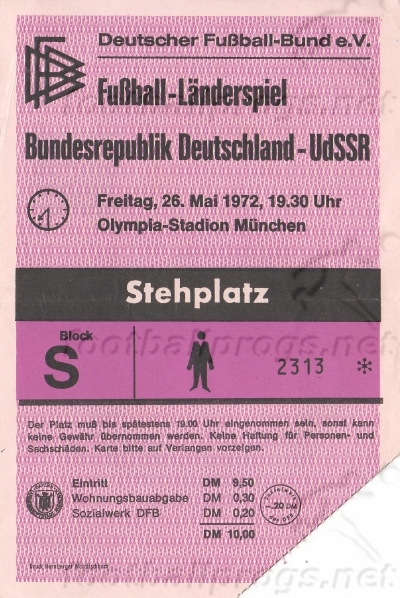 Deutscher Fußball-Bund e.V.
Fußball-Länderspiel
Bundesrepublik Deutschland - UdSSR
Freitag, 26. Mai 1972, 19.30 Uhr
Olympia-Stadion München
Stehplatz
Block
S
2313 *
footballprogs.net
Der Platz muß bis spätestens 19.00 Uhr eingenommen sein, sonst kann
keine Gewähr übernommen werden. Keine Haftung für Personen- und
Sachschäden. Karte bitte auf Verlangen vorzeigen.
Eintritt DM 9,50
Wohnungsbauabgabe DM 0,30
Sozialwerk DFB DM 0,20
DM 10,00
-.20 DM
footballprogs.net